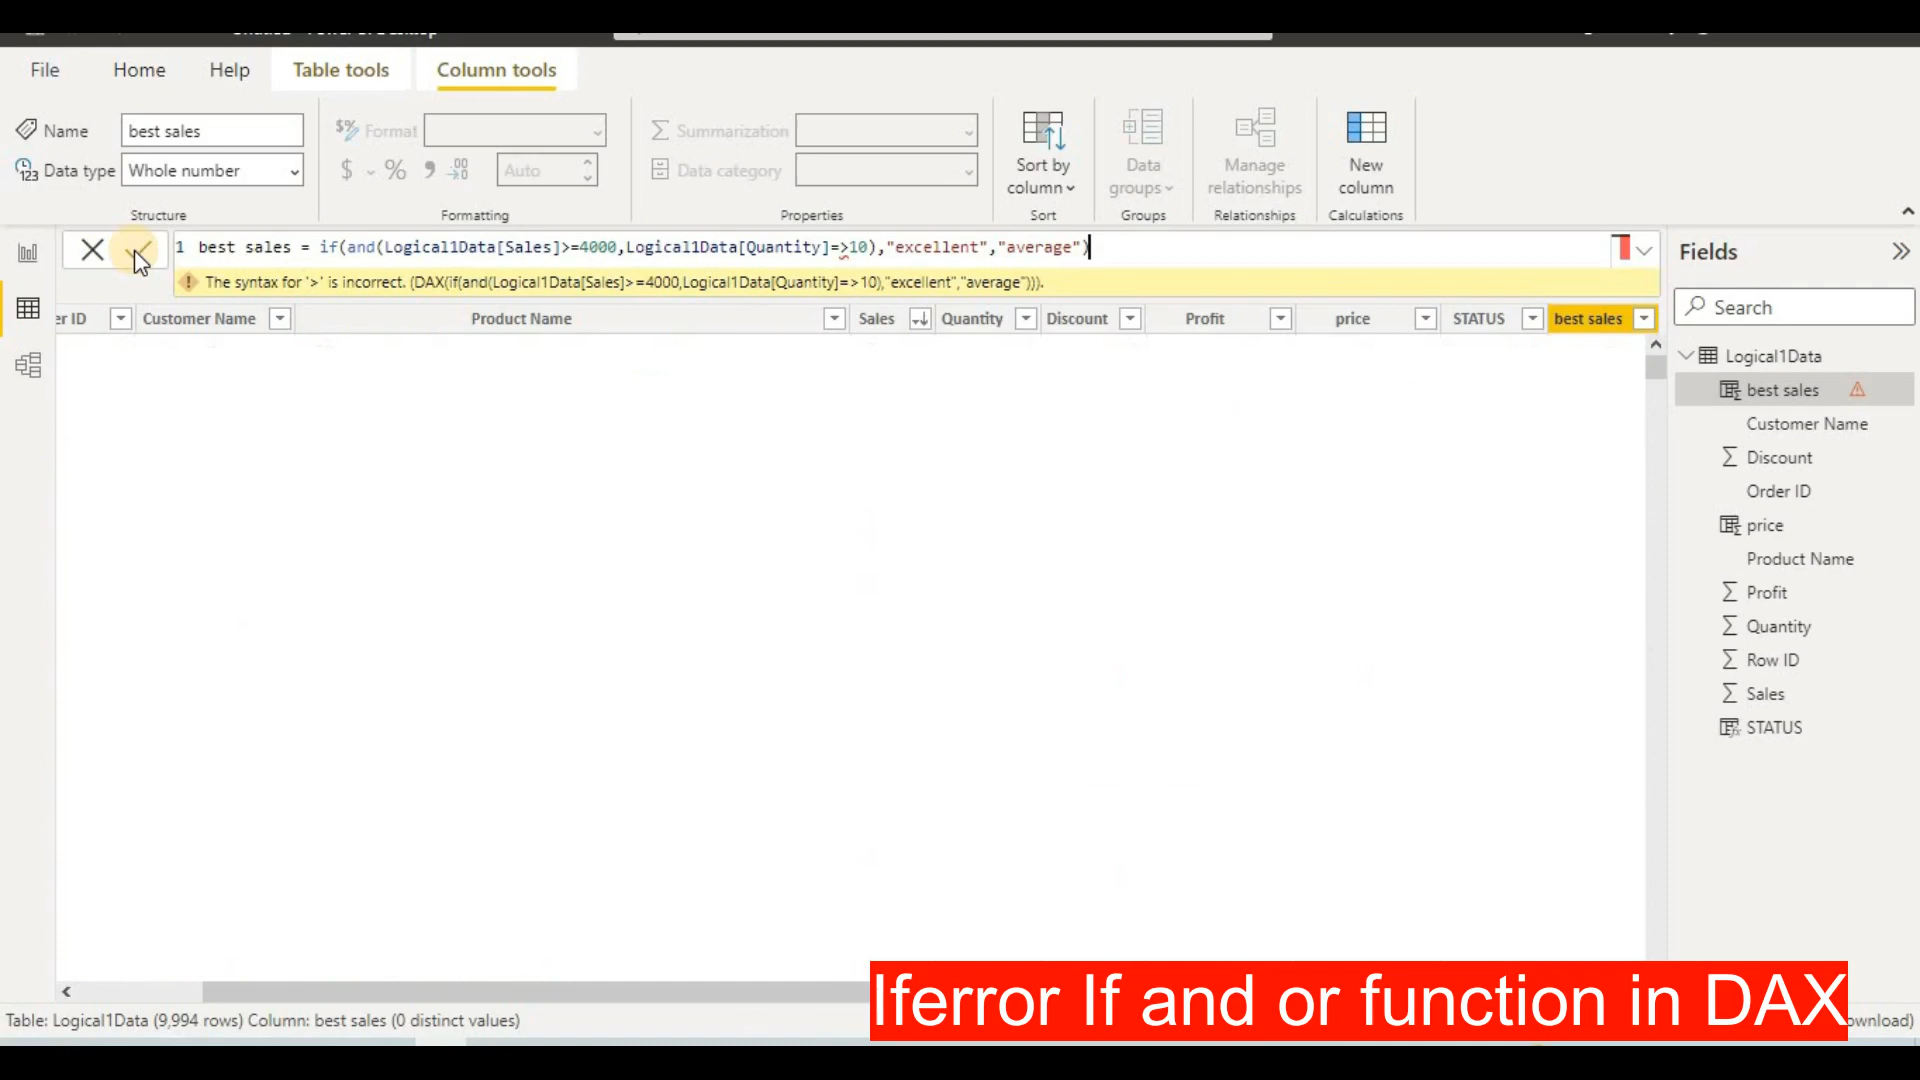 File Home Help Table tools Column tools
Name best sales Format Summarization Sort by column Data groups Manage relationships New column
Data type Whole number $ % 9 .00 Auto Data category
Structure Formatting Properties Sort Groups Relationships Calculations
1 best sales = if(and(Logical1Data[Sales]>=4000,Logical1Data[Quantity]=>10),"excellent","average")
The syntax for '>' is incorrect. (DAX(if(and(Logical1Data[Sales]>=4000,Logical1Data[Quantity]=>10),"excellent","average"))).
er ID Customer Name Product Name Sales Quantity Discount Profit price STATUS best sales
Fields
Search
Logical1Data
best sales
Customer Name
Discount
Order ID
price
Product Name
Profit
Quantity
Row ID
Sales
STATUS
Iferror If and or function in DAX
Table: Logical1Data (9,994 rows) Column: best sales (0 distinct values)
ownload)